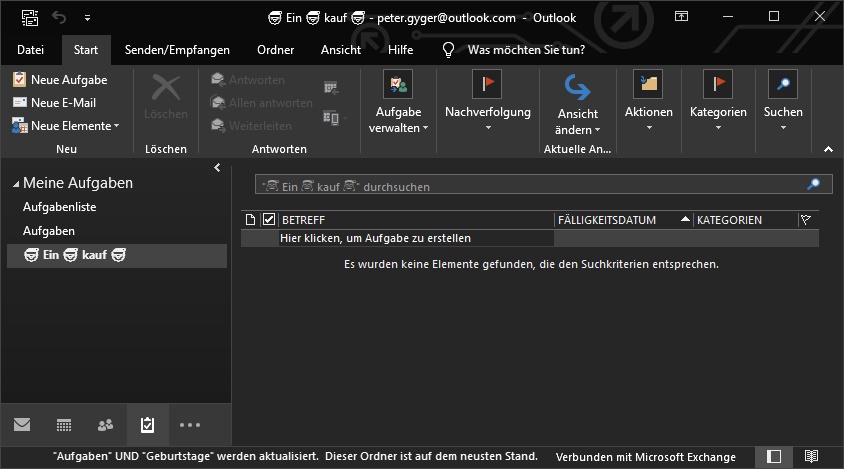 Ein kauf - peter.gyger@outlook.com - Outlook
Datei Start Senden/Empfangen Ordner Ansicht Hilfe Was möchten Sie tun?
Neue Aufgabe
Neue E-Mail
Neue Elemente
Neu
Löschen
Löschen
Antworten
Allen antworten
Weiterleiten
Antworten
Aufgabe
verwalten
Nachverfolgung
Ansicht
ändern
Aktuelle An...
Aktionen
Kategorien
Suchen
Meine Aufgaben
Aufgabenliste
Aufgaben
Ein kauf
" Ein kauf " durchsuchen
BETREFF FÄLLIGKEITSDATUM KATEGORIEN
Hier klicken, um Aufgabe zu erstellen
Es wurden keine Elemente gefunden, die den Suchkriterien entsprechen.
"Aufgaben" UND "Geburtstage" werden aktualisiert. Dieser Ordner ist auf dem neusten Stand. Verbunden mit Microsoft Exchange